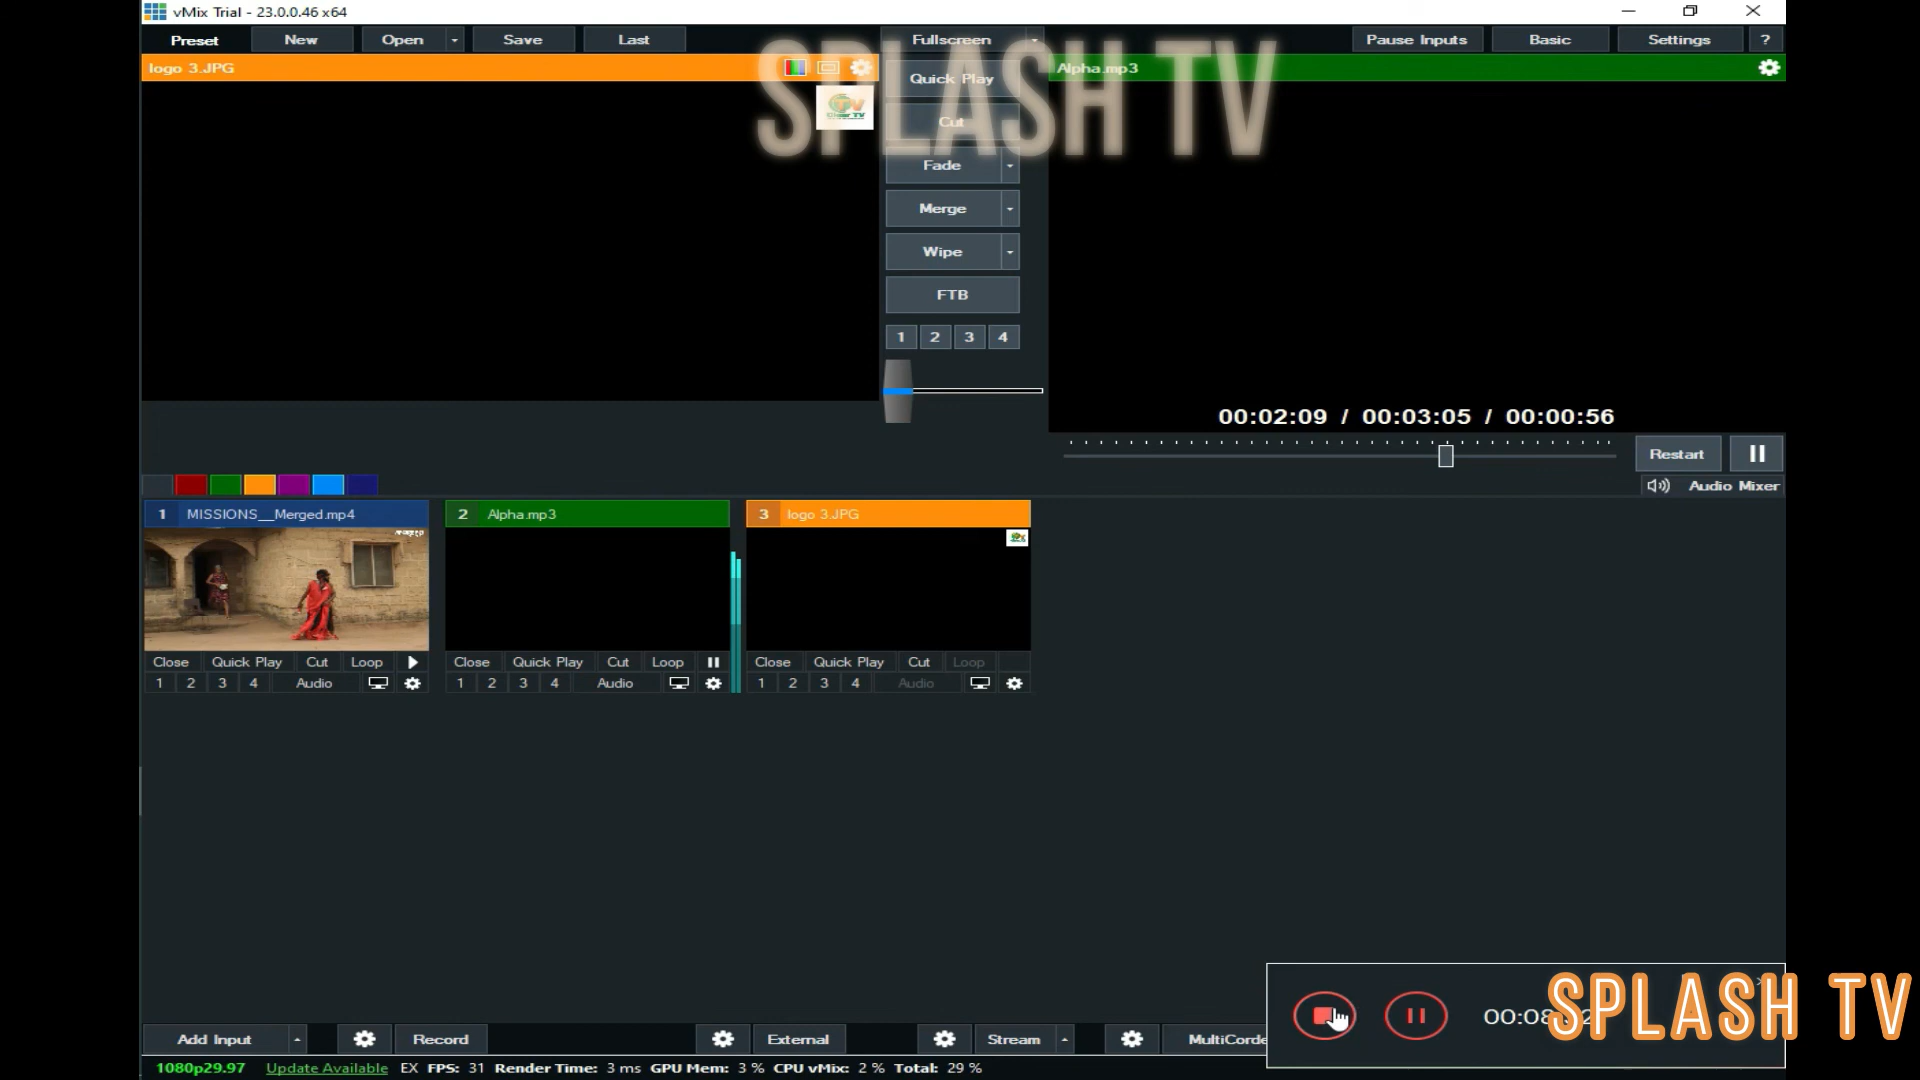 vMix Trial - 23.0.0.46 x64
Preset New Open Save Last Fullscreen Pause Inputs Basic Settings ?
logo 3.JPG
Alpha.mp3
SPLASH TV
TV
Clear TV
Quick Play
Cut
Fade
Merge
Wipe
FTB
1 2 3 4
00:02:09 / 00:03:05 / 00:00:56
Restart
Audio Mixer
1 MISSIONS__Merged.mp4
2 Alpha.mp3
3 logo 3.JPG
Close Quick Play Cut Loop
1 2 3 4 Audio
Close Quick Play Cut Loop
1 2 3 4 Audio
Close Quick Play Cut Loop
1 2 3 4 Audio
00:08
SPLASH TV
Add Input Record External Stream MultiCorde
1080p29.97 Update Available EX FPS: 31 Render Time: 3 ms GPU Mem: 3 % CPU vMix: 2 % Total: 29 %